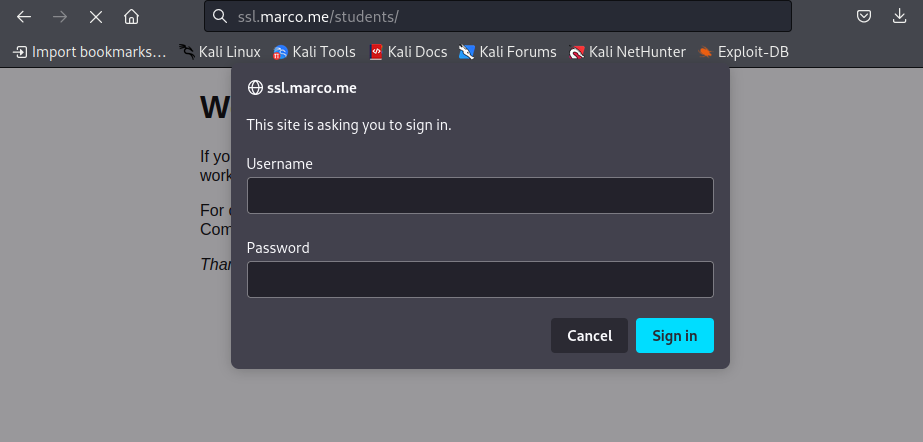 ssl.marco.me/students/
Import bookmarks... Kali Linux Kali Tools Kali Docs Kali Forums Kali NetHunter Exploit-DB
ssl.marco.me
This site is asking you to sign in.
Username
If yo
work
For
Com
Password
Cancel Sign in